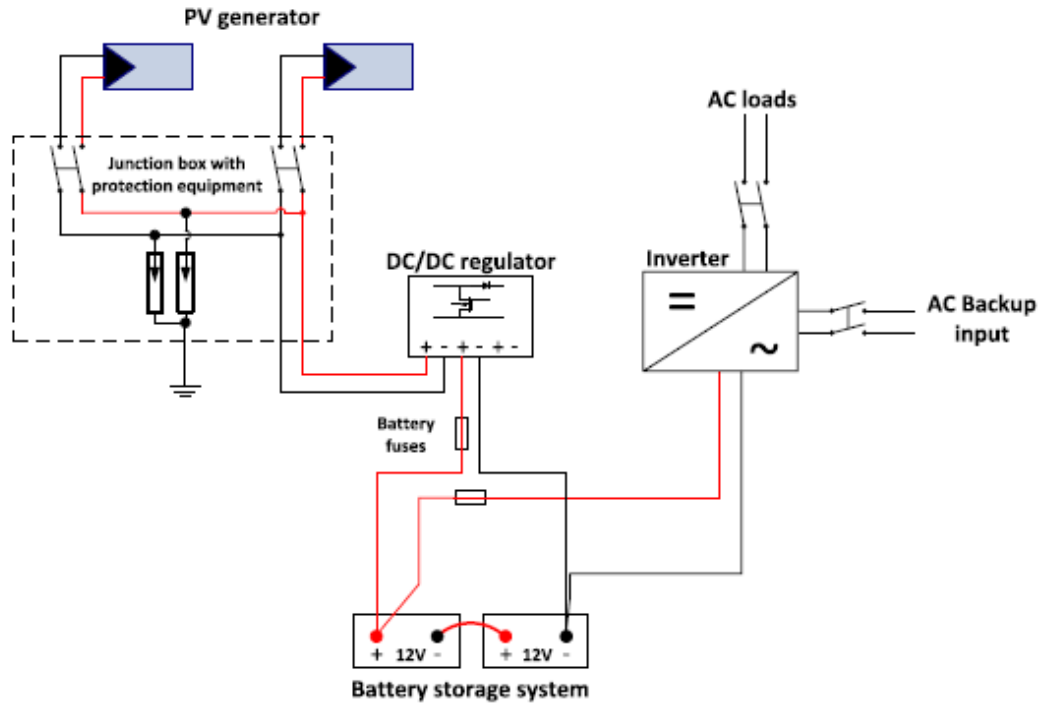 PV generator
AC loads
Junction box with
protection equipment
DC/DC regulator
Inverter
=
~
AC Backup
input
+ - + - + -
Battery
fuses
+ 12V -
+ 12V -
Battery storage system